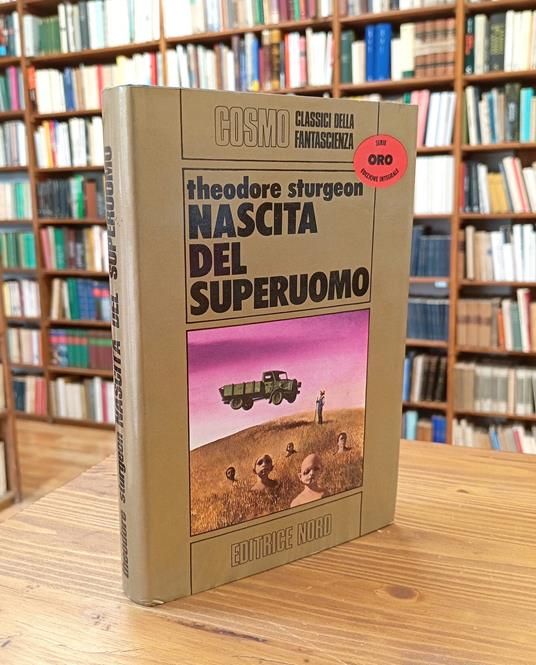 COSMO CLASSICI DELLA
FANTASCIENZA
SERIE
ORO
EDIZIONE INTEGRALE
theodore sturgeon
NASCITA
DEL
SUPERUOMO
EDITRICE NORD
theodore sturgeon NASCITA DEL SUPERUOMO